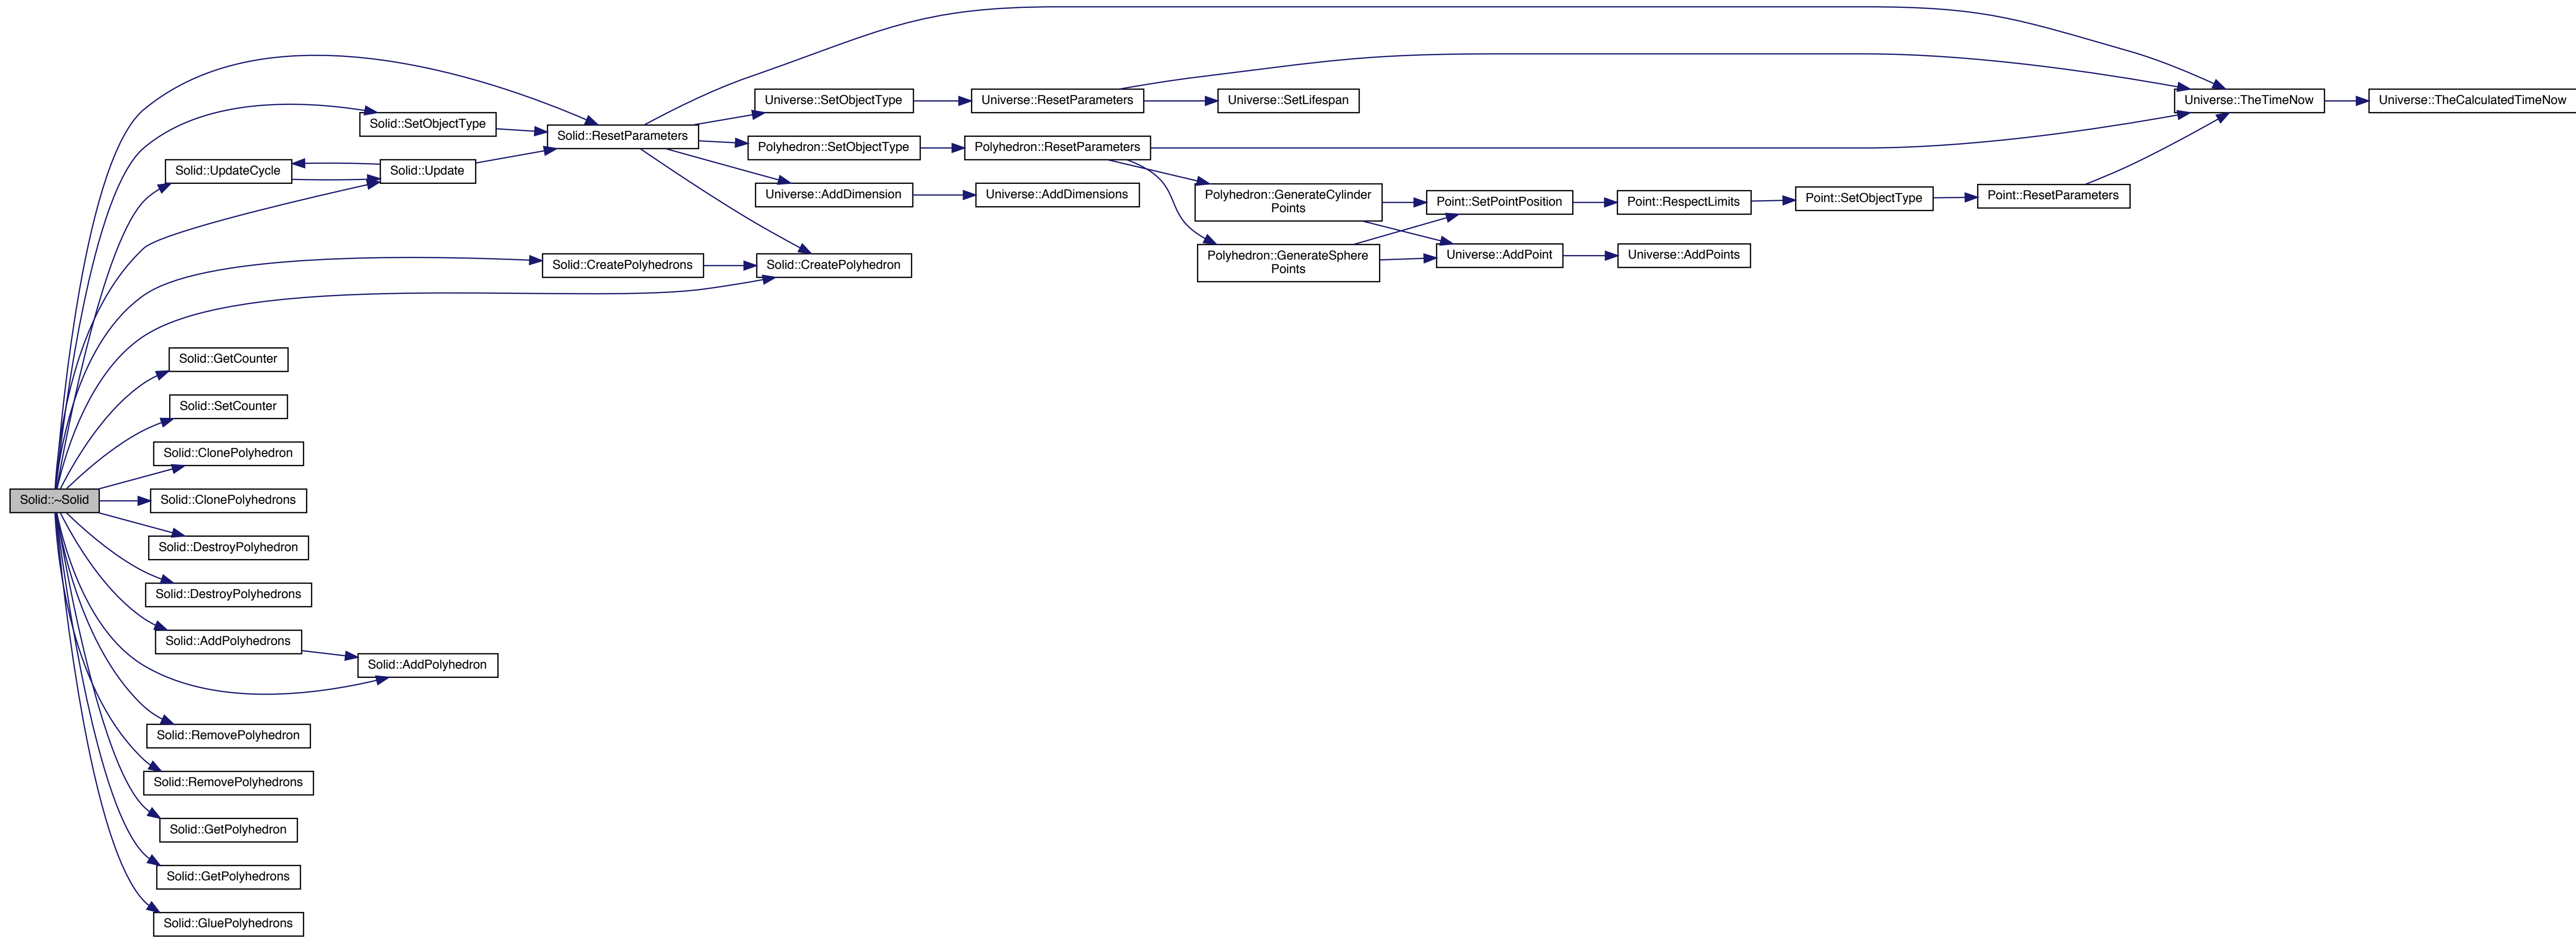 Solid::~Solid
Solid::SetObjectType
Solid::UpdateCycle
Solid::Update
Solid::ResetParameters
Solid::CreatePolyhedrons
Solid::CreatePolyhedron
Solid::GetCounter
Solid::SetCounter
Solid::ClonePolyhedron
Solid::ClonePolyhedrons
Solid::DestroyPolyhedron
Solid::DestroyPolyhedrons
Solid::AddPolyhedrons
Solid::AddPolyhedron
Solid::RemovePolyhedron
Solid::RemovePolyhedrons
Solid::GetPolyhedron
Solid::GetPolyhedrons
Solid::GluePolyhedrons
Universe::SetObjectType
Universe::ResetParameters
Universe::SetLifespan
Polyhedron::SetObjectType
Polyhedron::ResetParameters
Universe::AddDimension
Universe::AddDimensions
Polyhedron::GenerateCylinder
Points
Polyhedron::GenerateSphere
Points
Point::SetPointPosition
Point::RespectLimits
Point::SetObjectType
Point::ResetParameters
Universe::AddPoint
Universe::AddPoints
Universe::TheTimeNow
Universe::TheCalculatedTimeNow